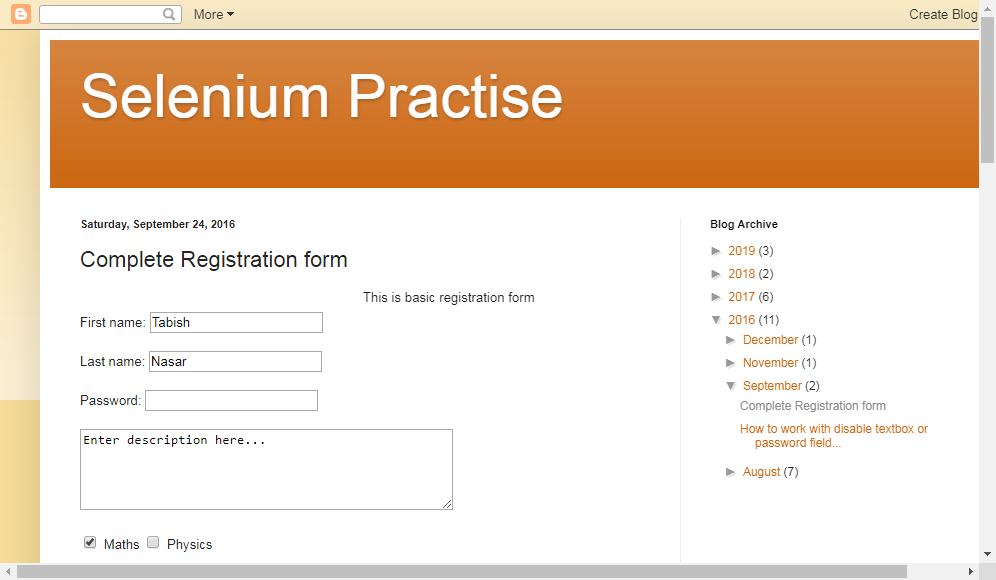 More
Create Blog
Selenium Practise
Saturday, September 24, 2016
Complete Registration form
This is basic registration form
First name: Tabish
Last name: Nasar
Password:
Enter description here...
Maths Physics
Blog Archive
► 2019 (3)
► 2018 (2)
► 2017 (6)
▼ 2016 (11)
► December (1)
► November (1)
▼ September (2)
Complete Registration form
How to work with disable textbox or
password field...
► August (7)